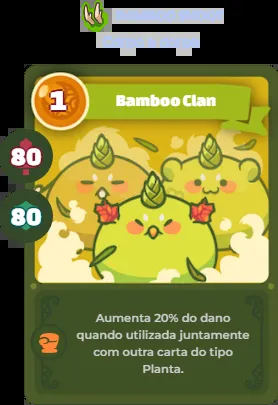 1
Bamboo Clan
80
80
Aumenta 20% do dano
quando utilizada juntamente
com outra carta do tipo
Planta.